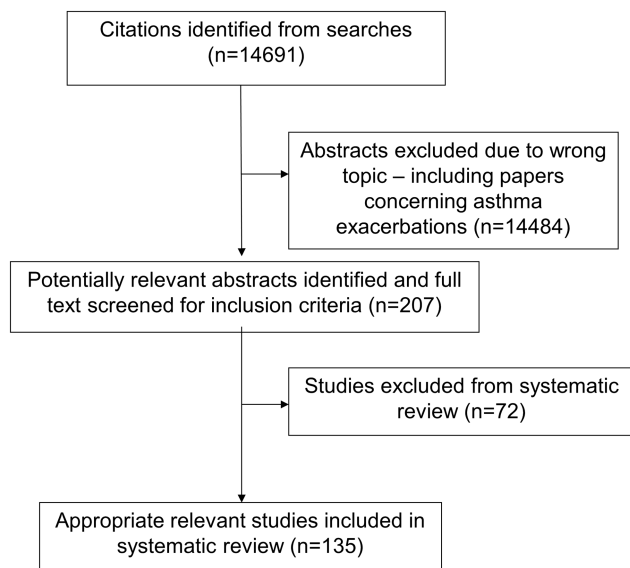 Citations identified from searches
(n=14691)
Abstracts excluded due to wrong
topic – including papers
concerning asthma
exacerbations (n=14484)
Potentially relevant abstracts identified and full
text screened for inclusion criteria (n=207)
Studies excluded from systematic
review (n=72)
Appropriate relevant studies included in
systematic review (n=135)